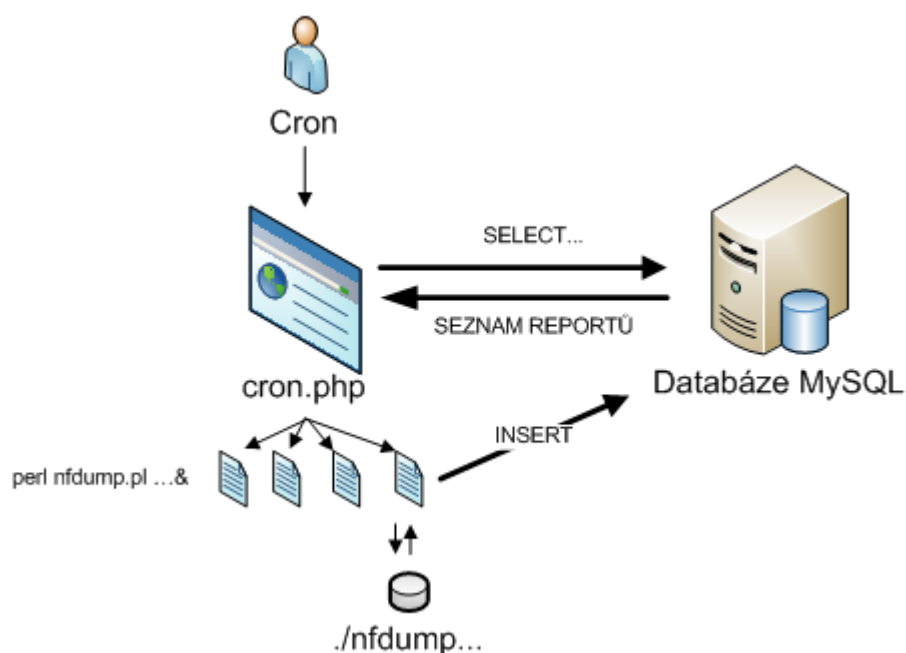 Cron
SELECT...
SEZNAM REPORTŮ
cron.php
Databáze MySQL
INSERT
perl nfdump.pl ...&
./nfdump...